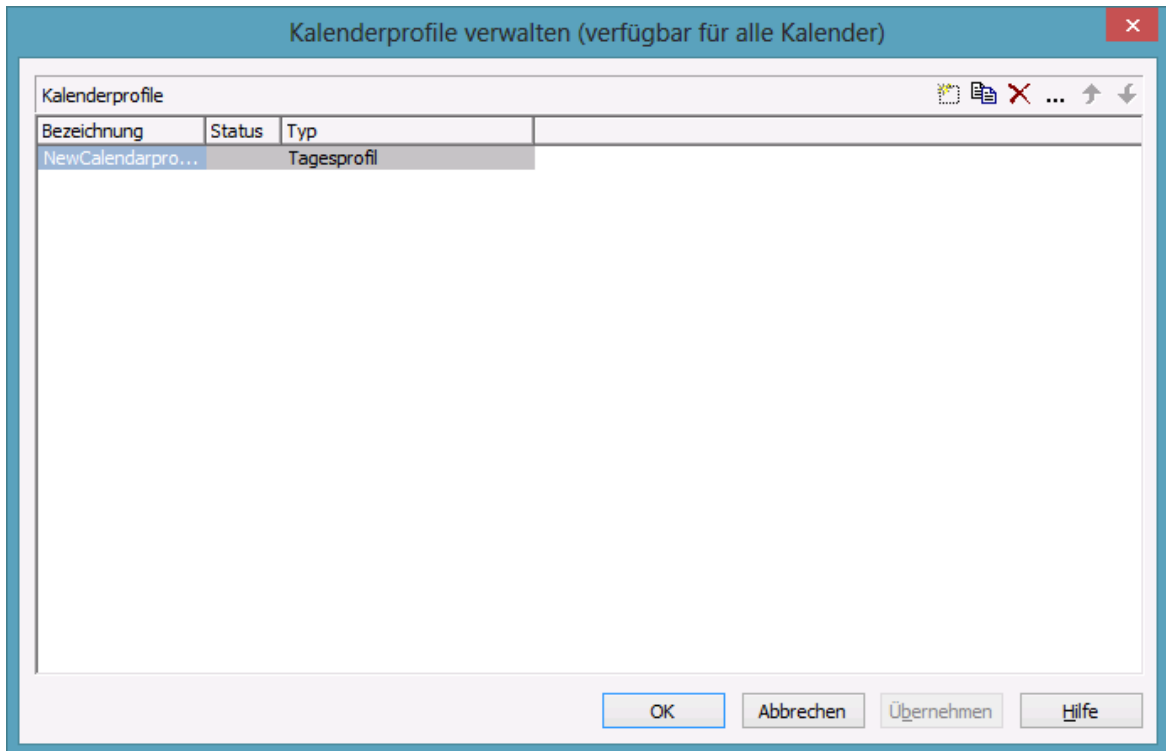 Kalenderprofile verwalten (verfügbar für alle Kalender)
Kalenderprofile
Bezeichnung Status Typ
NewCalendarpro... Tagesprofil
OK Abbrechen Übernehmen Hilfe